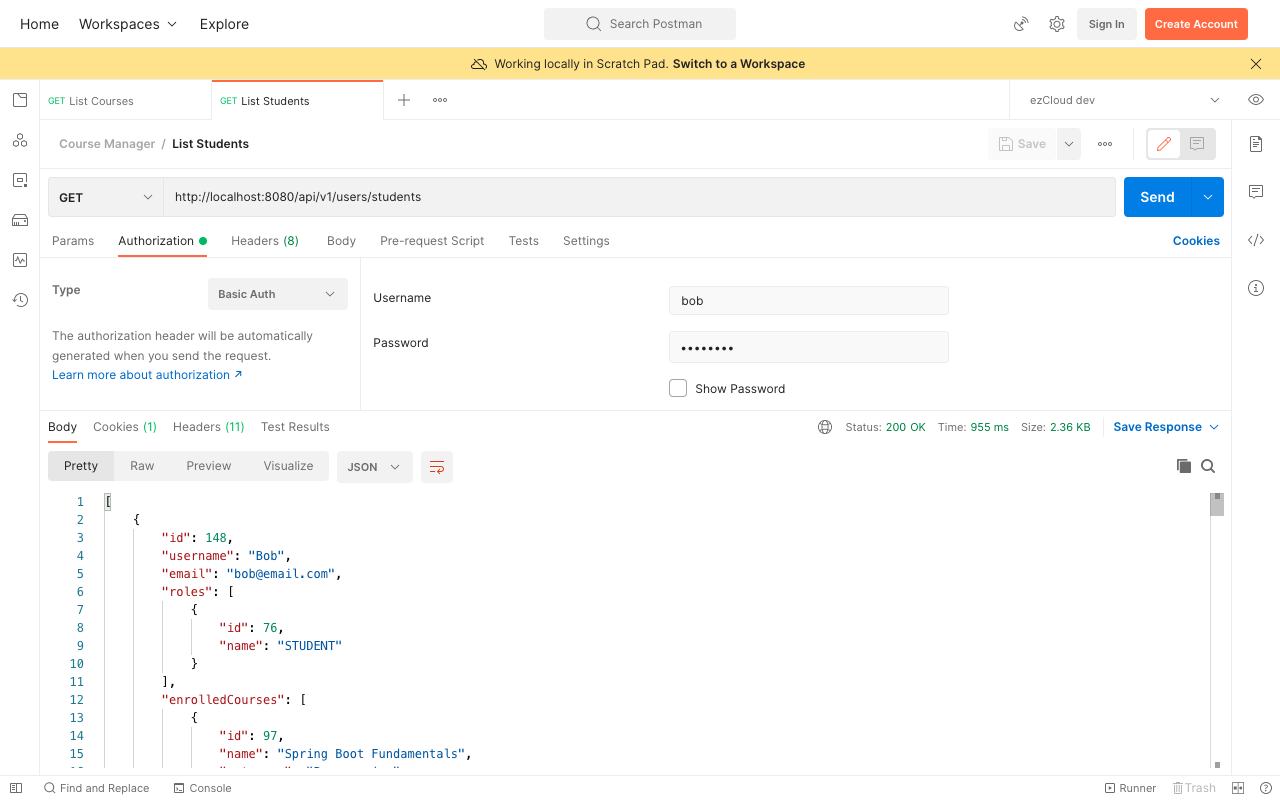 Home Workspaces Explore Search Postman Sign In Create Account
Working locally in Scratch Pad. Switch to a Workspace
GET List Courses GET List Students ezCloud dev
Course Manager / List Students Save
GET http://localhost:8080/api/v1/users/students Send
Params Authorization Headers (8) Body Pre-request Script Tests Settings Cookies
Type Basic Auth
The authorization header will be automatically
generated when you send the request.
Learn more about authorization ↗
Username bob
Password ••••••••
Show Password
Body Cookies (1) Headers (11) Test Results Status: 200 OK Time: 955 ms Size: 2.36 KB Save Response
Pretty Raw Preview Visualize JSON
1 [
2 {
3 "id": 148,
4 "username": "Bob",
5 "email": "bob@email.com",
6 "roles": [
7 {
8 "id": 76,
9 "name": "STUDENT"
10 }
11 ],
12 "enrolledCourses": [
13 {
14 "id": 97,
15 "name": "Spring Boot Fundamentals",
Find and Replace Console Runner Trash